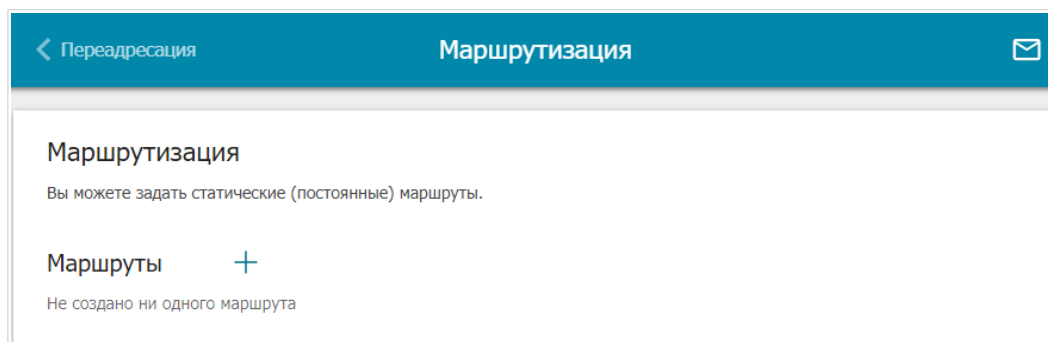 Переадресация
Маршрутизация
Маршрутизация
Вы можете задать статические (постоянные) маршруты.
Маршруты
Не создано ни одного маршрута